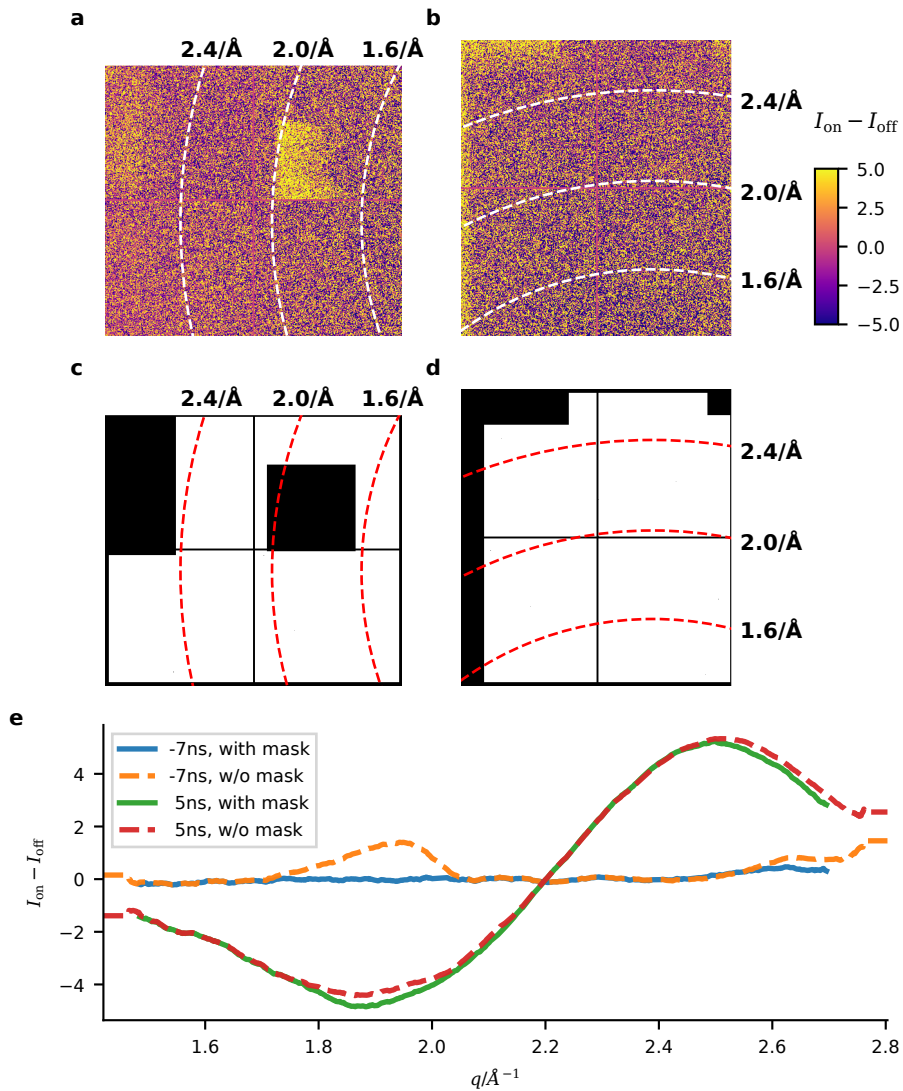 a
2.4/Å 2.0/Å 1.6/Å
b
2.4/Å
2.0/Å
1.6/Å
I_on − I_off
5.0
2.5
0.0
−2.5
−5.0
c
2.4/Å 2.0/Å 1.6/Å
d
2.4/Å
2.0/Å
1.6/Å
e
-7ns, with mask
-7ns, w/o mask
5ns, with mask
5ns, w/o mask
I_on − I_off
4
2
0
−2
−4
1.6 1.8 2.0 2.2 2.4 2.6 2.8
q/Å⁻¹